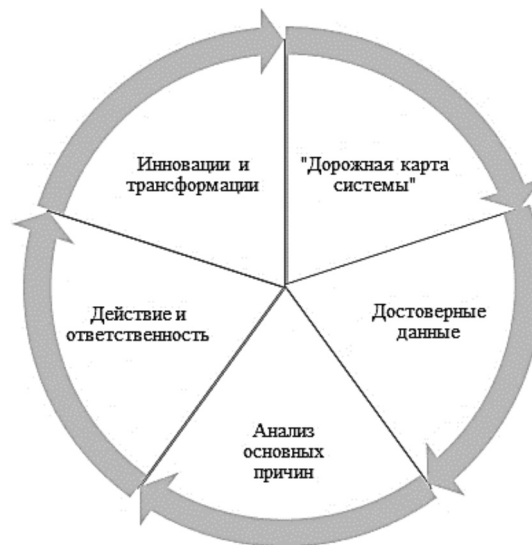 Инновации и
трансформации
"Дорожная карта
системы"
Достоверные
данные
Анализ
основных
причин
Действие и
ответственность